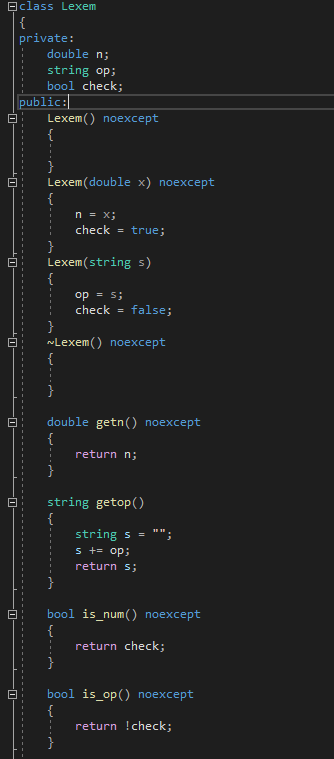 class Lexem
{
private:
    double n;
    string op;
    bool check;
public:
    Lexem() noexcept
    {

    }
    Lexem(double x) noexcept
    {
        n = x;
        check = true;
    }
    Lexem(string s)
    {
        op = s;
        check = false;
    }
    ~Lexem() noexcept
    {

    }

    double getn() noexcept
    {
        return n;
    }

    string getop()
    {
        string s = "";
        s += op;
        return s;
    }

    bool is_num() noexcept
    {
        return check;
    }

    bool is_op() noexcept
    {
        return !check;
    }